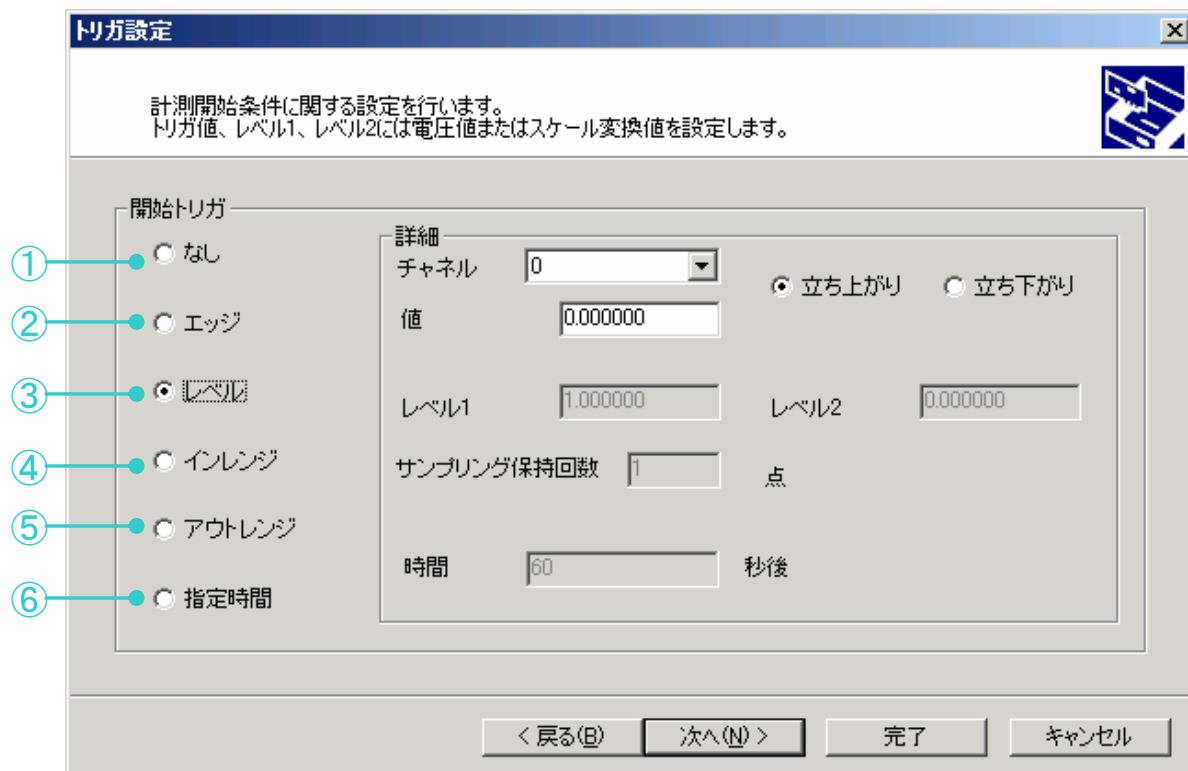 トリガ設定
計測開始条件に関する設定を行います。
トリガ値、レベル1、レベル2には電圧値またはスケール変換値を設定します。
開始トリガ
① なし
② エッジ
③ レベル
④ インレンジ
⑤ アウトレンジ
⑥ 指定時間
詳細
チャネル 0
立ち上がり 立ち下がり
値 0.000000
レベル1 1.000000 レベル2 0.000000
サンプリング保持回数 1 点
時間 60 秒後
< 戻る(B) 次へ(N) > 完了 キャンセル